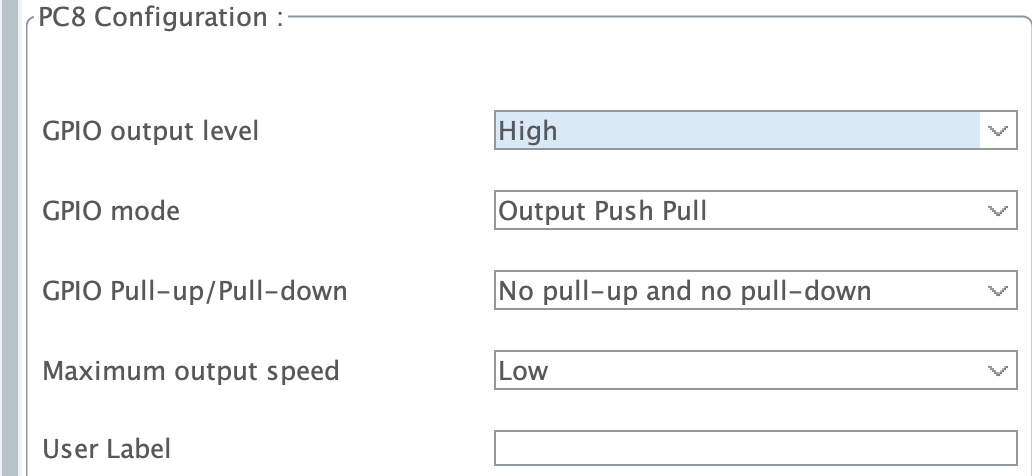 PC8 Configuration :
GPIO output level High
GPIO mode Output Push Pull
GPIO Pull-up/Pull-down No pull-up and no pull-down
Maximum output speed Low
User Label